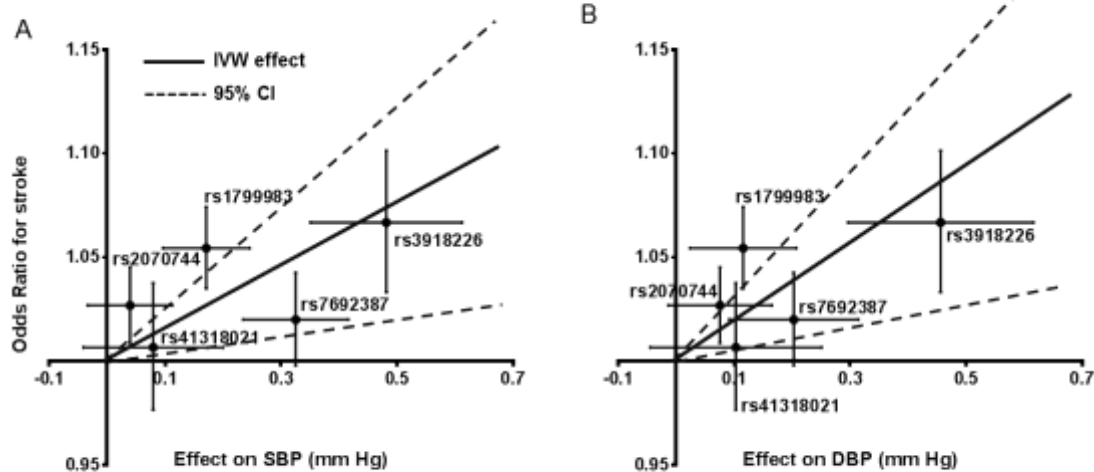 A
1.15
IVW effect
95% CI
1.10
rs1799983
rs3918226
1.05
rs2070744
rs7692387
rs41318021
-0.1
0.1
0.3
0.5
0.7
0.95
Odds Ratio for stroke
Effect on SBP (mm Hg)
B
1.15
1.10
rs1799983
rs3918226
1.05
rs2070744
rs7692387
-0.1
0.1
0.3
0.5
0.7
rs41318021
0.95
Effect on DBP (mm Hg)